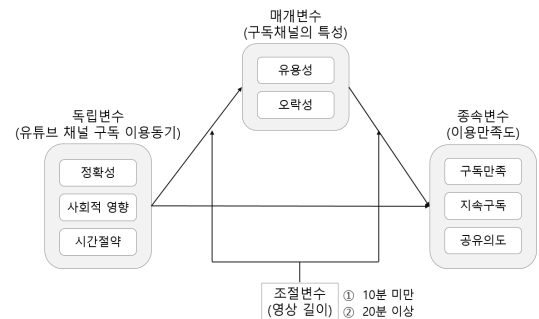 매개변수
(구독채널의 특성)
유용성
오락성
독립변수
(유튜브 채널 구독 이용동기)
정확성
사회적 영향
시간절약
종속변수
(이용만족도)
구독만족
지속구독
공유의도
조절변수
(영상 길이)
① 10분 미만
② 20분 이상